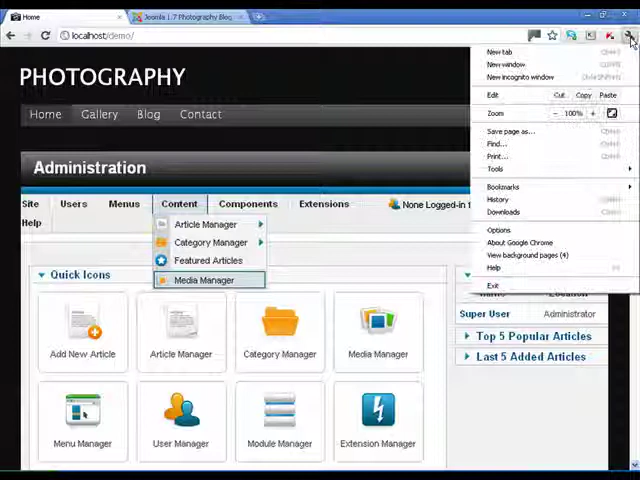 Home
Joomla 1.7 Photography Blog
localhost/demo/
New tab
New window
New incognito window
Edit Cut Copy Paste
Zoom - 100% +
Save page as...
Find...
Print...
Tools
Bookmarks
History
Downloads
Options
About Google Chrome
View background pages (4)
Help
Exit
PHOTOGRAPHY
Home Gallery Blog Contact
Administration
Site Users Menus Content Components Extensions None Logged-in
Help
Article Manager
Category Manager
Featured Articles
Media Manager
Quick Icons
Add New Article Article Manager Category Manager Media Manager
Menu Manager User Manager Module Manager Extension Manager
Super User Administrator
Top 5 Popular Articles
Last 5 Added Articles